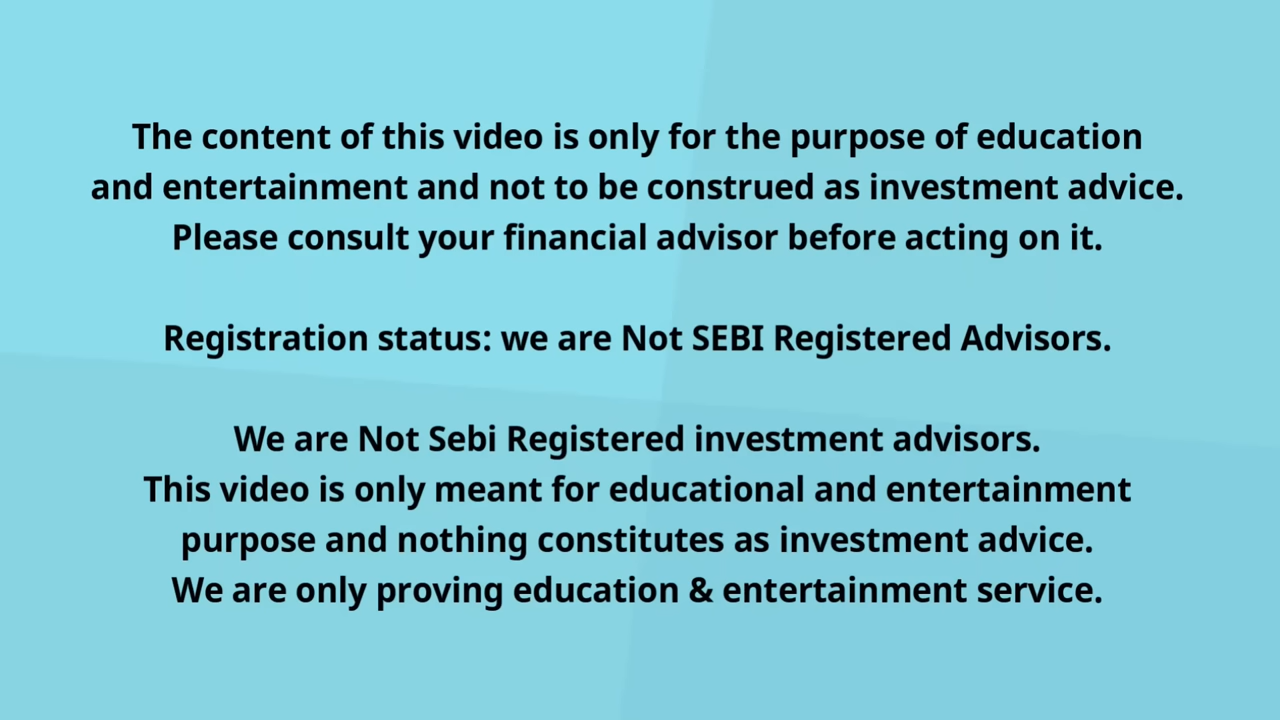 The content of this video is only for the purpose of education
and entertainment and not to be construed as investment advice.
Please consult your financial advisor before acting on it.
Registration status: we are Not SEBI Registered Advisors.
We are Not Sebi Registered investment advisors.
This video is only meant for educational and entertainment
purpose and nothing constitutes as investment advice.
We are only proving education & entertainment service.